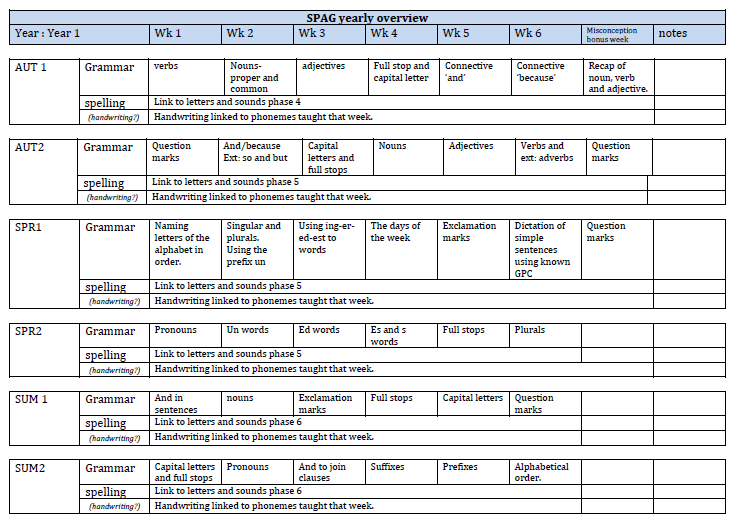 SPAG yearly overview
Year : Year 1 Wk 1 Wk 2 Wk 3 Wk 4 Wk 5 Wk 6 Misconception notes
bonus week
AUT 1 Grammar verbs Nouns- adjectives Full stop and Connective Connective Recap of
proper and capital letter ‘and’ ‘because’ noun, verb
common and adjective.
spelling Link to letters and sounds phase 4
(handwriting?) Handwriting linked to phonemes taught that week.
AUT2 Grammar Question And/because Capital Nouns Adjectives Verbs and Question
marks Ext: so and but letters and ext: adverbs marks
full stops
spelling Link to letters and sounds phase 5
(handwriting?) Handwriting linked to phonemes taught that week.
SPR1 Grammar Naming Singular and Using ing-er- The days of Exclamation Dictation of Question
letters of the plurals. ed-est to the week marks simple marks
alphabet in Using the words sentences
order. prefix un using known
GPC
spelling Link to letters and sounds phase 5
(handwriting?) Handwriting linked to phonemes taught that week.
SPR2 Grammar Pronouns Un words Ed words Es and s Full stops Plurals
words
spelling Link to letters and sounds phase 5
(handwriting?) Handwriting linked to phonemes taught that week.
SUM 1 Grammar And in nouns Exclamation Full stops Capital letters Question
sentences marks marks
spelling Link to letters and sounds phase 6
(handwriting?) Handwriting linked to phonemes taught that week.
SUM2 Grammar Capital letters Pronouns And to join Suffixes Prefixes Alphabetical
and full stops clauses order.
spelling Link to letters and sounds phase 6
(handwriting?) Handwriting linked to phonemes taught that week.